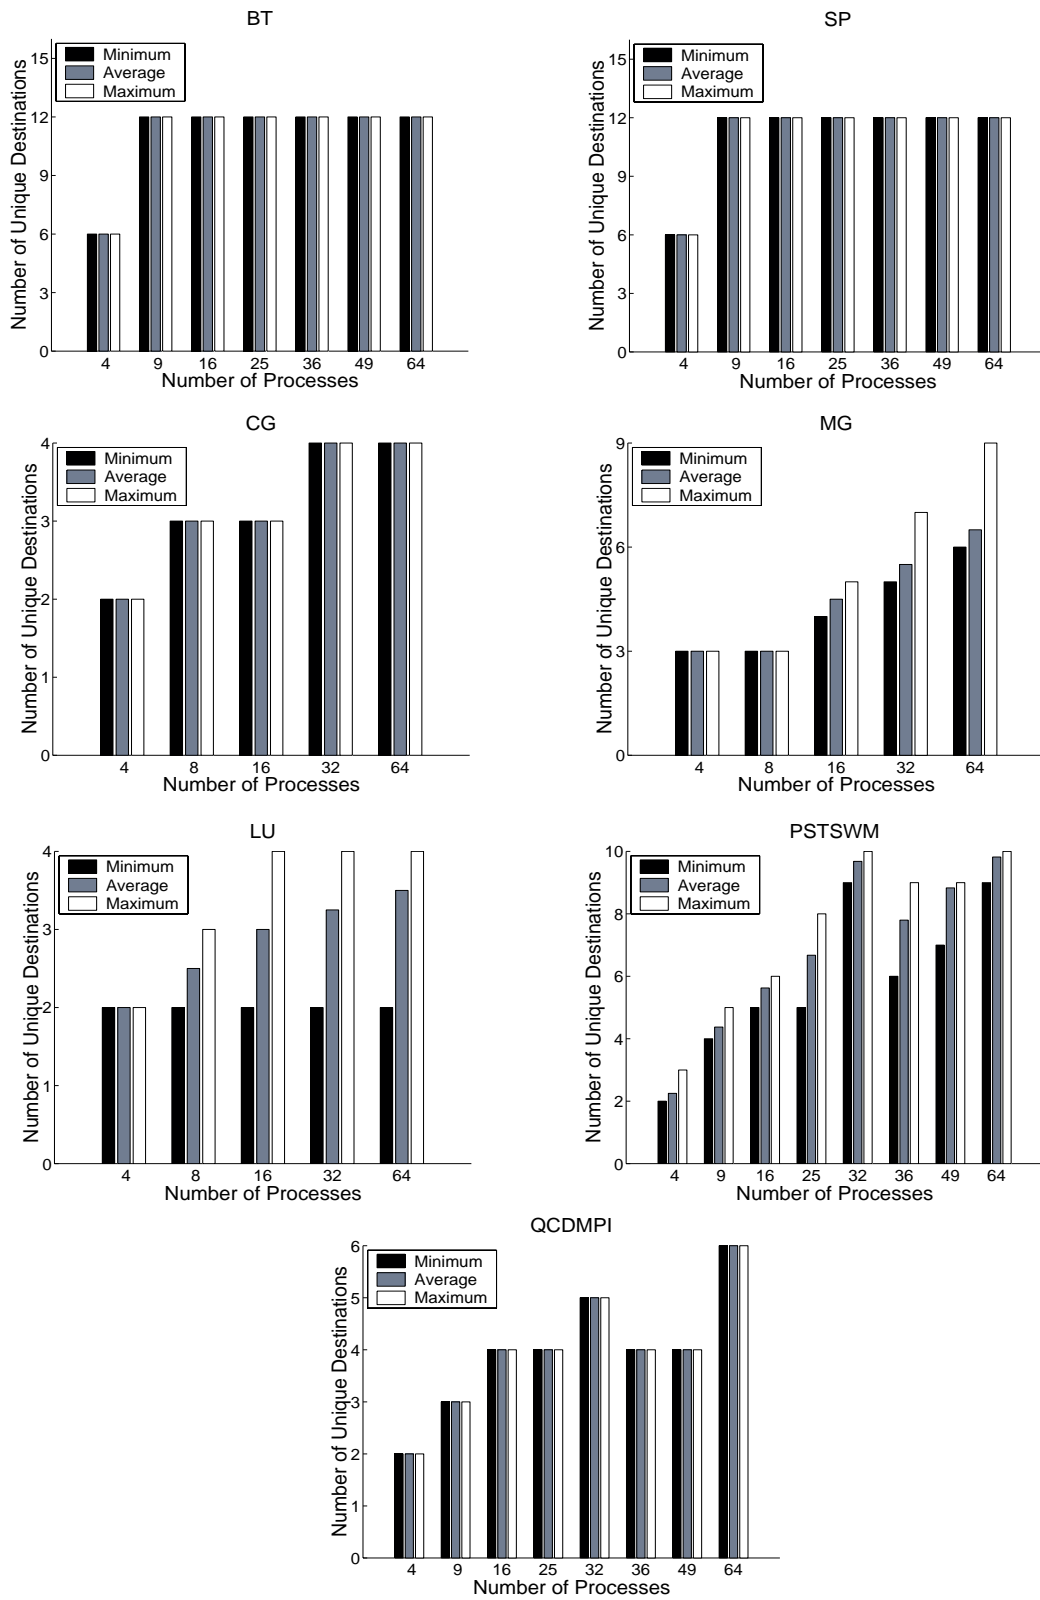 BT
15
12
9
6
3
0
Number of Unique Destinations
Minimum
Average
Maximum
4 9 16 25 36 49 64
Number of Processes
SP
15
12
9
6
3
0
Number of Unique Destinations
Minimum
Average
Maximum
4 9 16 25 36 49 64
Number of Processes
CG
4
3
2
1
0
Number of Unique Destinations
Minimum
Average
Maximum
4 8 16 32 64
Number of Processes
MG
9
6
3
0
Number of Unique Destinations
Minimum
Average
Maximum
4 8 16 32 64
Number of Processes
LU
4
3
2
1
0
Number of Unique Destinations
Minimum
Average
Maximum
4 8 16 32 64
Number of Processes
PSTSWM
10
8
6
4
2
0
Number of Unique Destinations
Minimum
Average
Maximum
4 9 16 25 32 36 49 64
Number of Processes
QCDMPI
6
5
4
3
2
1
0
Number of Unique Destinations
Minimum
Average
Maximum
4 9 16 25 32 36 49 64
Number of Processes